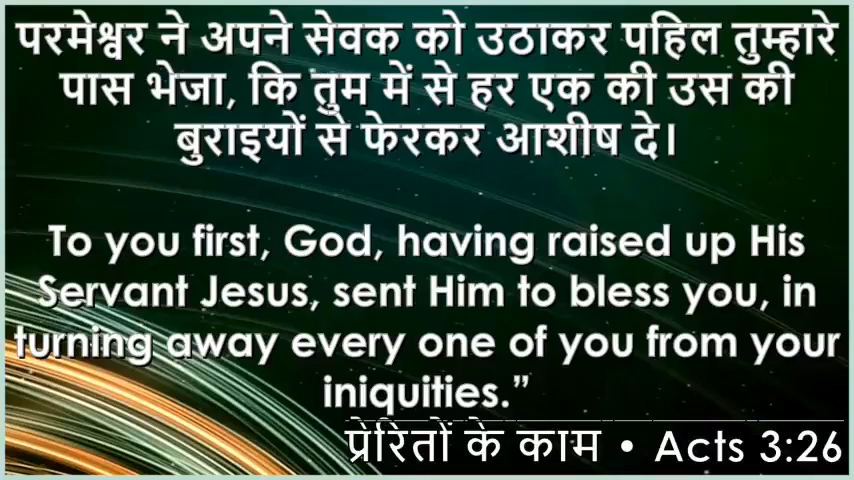 परमेश्वर ने अपने सेवक को उठाकर पहिल तुम्हारे
पास भेजा, कि तुम में से हर एक की उस की
बुराइयों से फेरकर आशीष दे।
To you first, God, having raised up His
Servant Jesus, sent Him to bless you, in
turning away every one of you from your
iniquities.”
प्रेरितों के काम • Acts 3:26